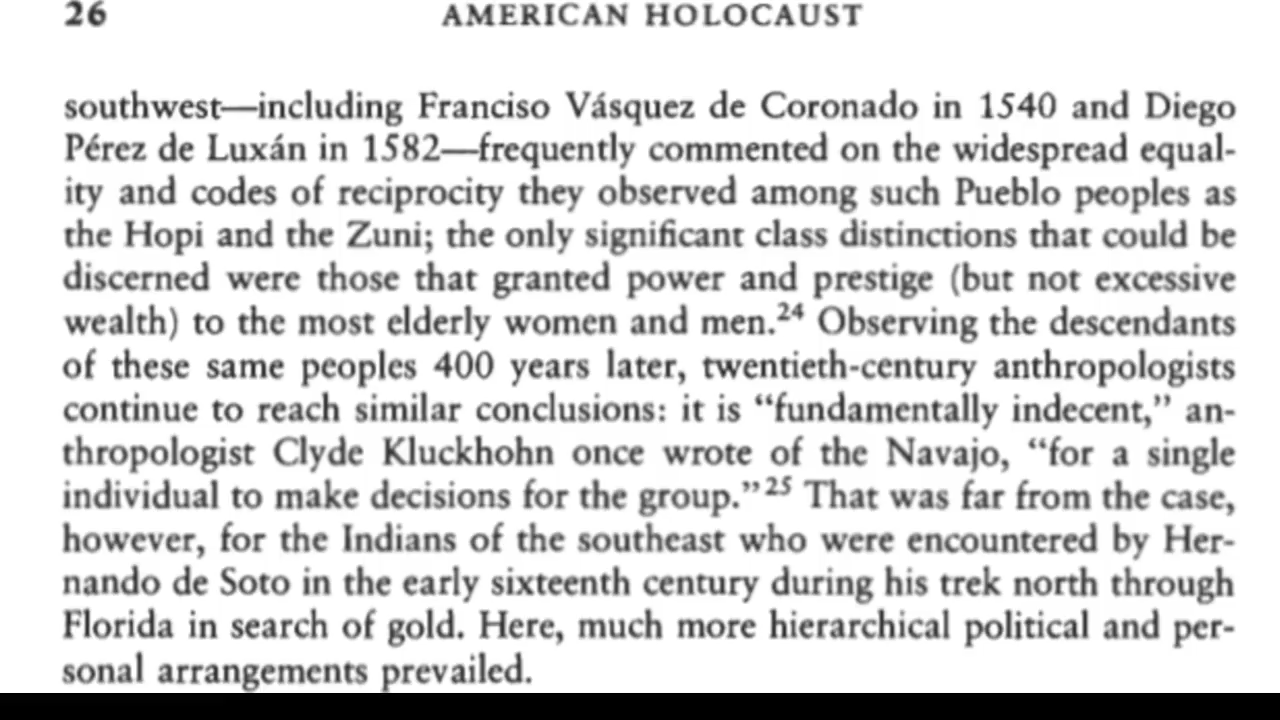 26 AMERICAN HOLOCAUST
southwest—including Franciso Vásquez de Coronado in 1540 and Diego
Pérez de Luxán in 1582—frequently commented on the widespread equal-
ity and codes of reciprocity they observed among such Pueblo peoples as
the Hopi and the Zuni; the only significant class distinctions that could be
discerned were those that granted power and prestige (but not excessive
wealth) to the most elderly women and men.24 Observing the descendants
of these same peoples 400 years later, twentieth-century anthropologists
continue to reach similar conclusions: it is “fundamentally indecent,” an-
thropologist Clyde Kluckhohn once wrote of the Navajo, “for a single
individual to make decisions for the group.”25 That was far from the case,
however, for the Indians of the southeast who were encountered by Her-
nando de Soto in the early sixteenth century during his trek north through
Florida in search of gold. Here, much more hierarchical political and per-
sonal arrangements prevailed.